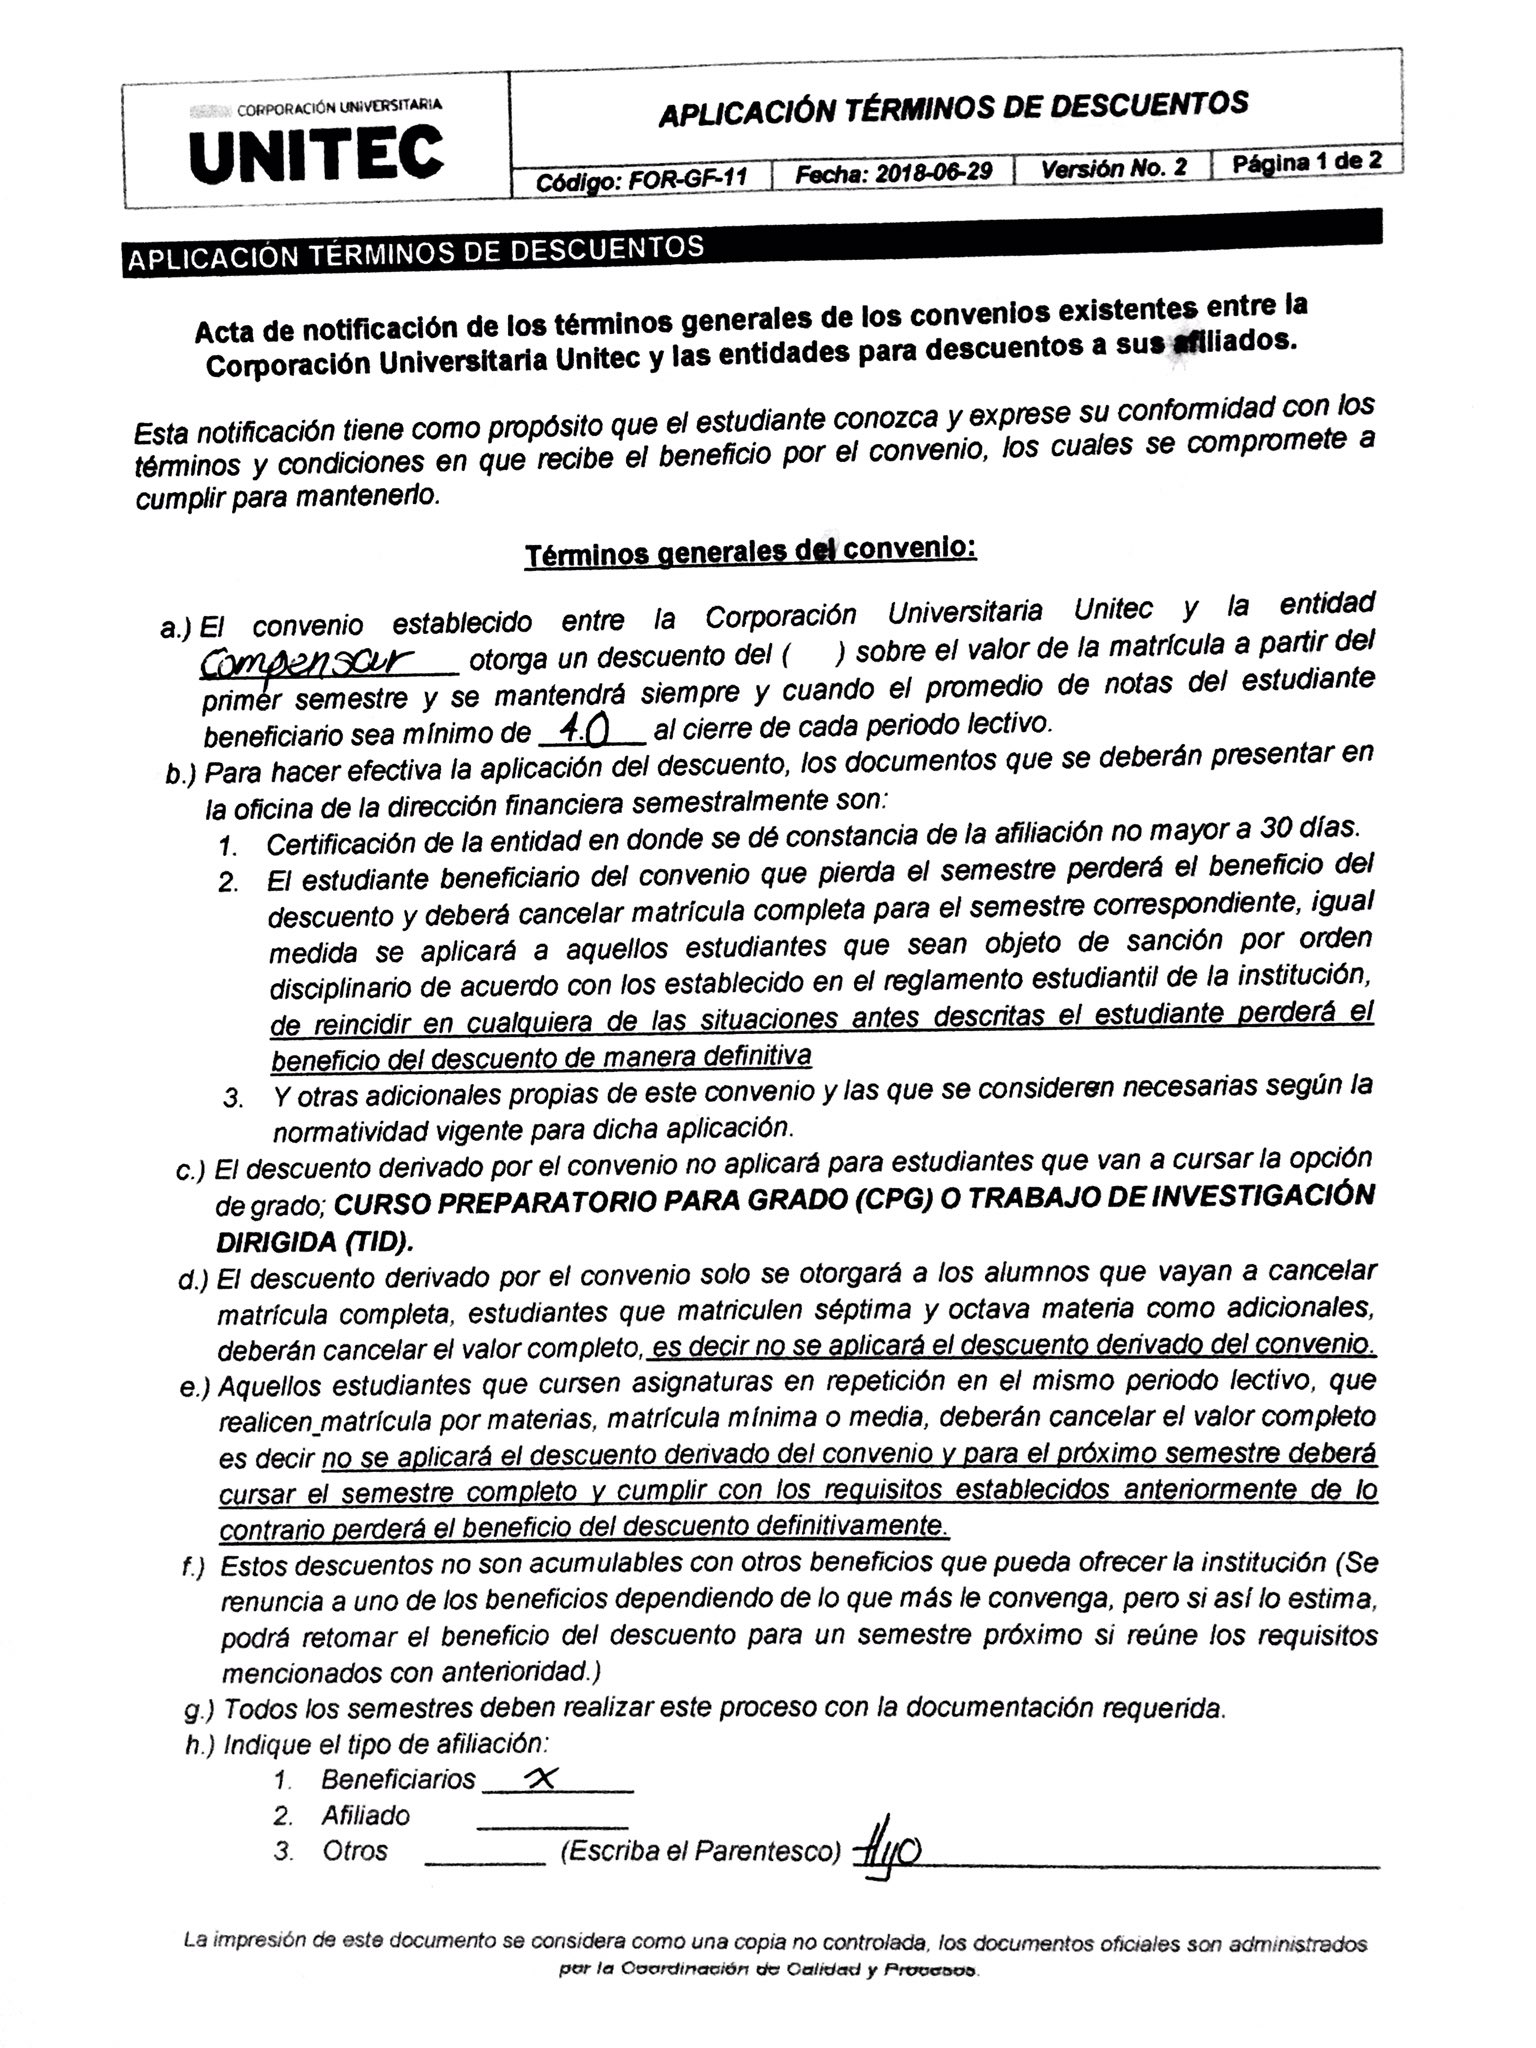 CORPORACIÓN UNIVERSITARIA
UNITEC
APLICACIÓN TÉRMINOS DE DESCUENTOS
Código: FOR-GF-11 Fecha: 2018-06-29 Versión No. 2 Página 1 de 2
APLICACIÓN TÉRMINOS DE DESCUENTOS
Acta de notificación de los términos generales de los convenios existentes entre la
Corporación Universitaria Unitec y las entidades para descuentos a sus afiliados.
Esta notificación tiene como propósito que el estudiante conozca y exprese su conformidad con los
términos y condiciones en que recibe el beneficio por el convenio, los cuales se compromete a
cumplir para mantenerlo.
Términos generales del convenio:
a.) El convenio establecido entre la Corporación Universitaria Unitec y la entidad
Compensar otorga un descuento del ( ) sobre el valor de la matrícula a partir del
primer semestre y se mantendrá siempre y cuando el promedio de notas del estudiante
beneficiario sea mínimo de 4.0 al cierre de cada periodo lectivo.
b.) Para hacer efectiva la aplicación del descuento, los documentos que se deberán presentar en
la oficina de la dirección financiera semestralmente son:
1. Certificación de la entidad en donde se dé constancia de la afiliación no mayor a 30 días.
2. El estudiante beneficiario del convenio que pierda el semestre perderá el beneficio del
descuento y deberá cancelar matrícula completa para el semestre correspondiente, igual
medida se aplicará a aquellos estudiantes que sean objeto de sanción por orden
disciplinario de acuerdo con los establecido en el reglamento estudiantil de la institución,
de reincidir en cualquiera de las situaciones antes descritas el estudiante perderá el
beneficio del descuento de manera definitiva
3. Y otras adicionales propias de este convenio y las que se consideren necesarias según la
normatividad vigente para dicha aplicación.
c.) El descuento derivado por el convenio no aplicará para estudiantes que van a cursar la opción
de grado; CURSO PREPARATORIO PARA GRADO (CPG) O TRABAJO DE INVESTIGACIÓN
DIRIGIDA (TID).
d.) El descuento derivado por el convenio solo se otorgará a los alumnos que vayan a cancelar
matrícula completa, estudiantes que matriculen séptima y octava materia como adicionales,
deberán cancelar el valor completo, es decir no se aplicará el descuento derivado del convenio.
e.) Aquellos estudiantes que cursen asignaturas en repetición en el mismo periodo lectivo, que
realicen matrícula por materias, matrícula mínima o media, deberán cancelar el valor completo
es decir no se aplicará el descuento derivado del convenio y para el próximo semestre deberá
cursar el semestre completo y cumplir con los requisitos establecidos anteriormente de lo
contrario perderá el beneficio del descuento definitivamente.
f.) Estos descuentos no son acumulables con otros beneficios que pueda ofrecer la institución (Se
renuncia a uno de los beneficios dependiendo de lo que más le convenga, pero si así lo estima,
podrá retomar el beneficio del descuento para un semestre próximo si reúne los requisitos
mencionados con anterioridad.)
g.) Todos los semestres deben realizar este proceso con la documentación requerida.
h.) Indique el tipo de afiliación:
1. Beneficiarios X
2. Afiliado
3. Otros (Escriba el Parentesco) Hijo
La impresión de este documento se considera como una copia no controlada, los documentos oficiales son administrados
por la Coordinación de Calidad y Procesos.